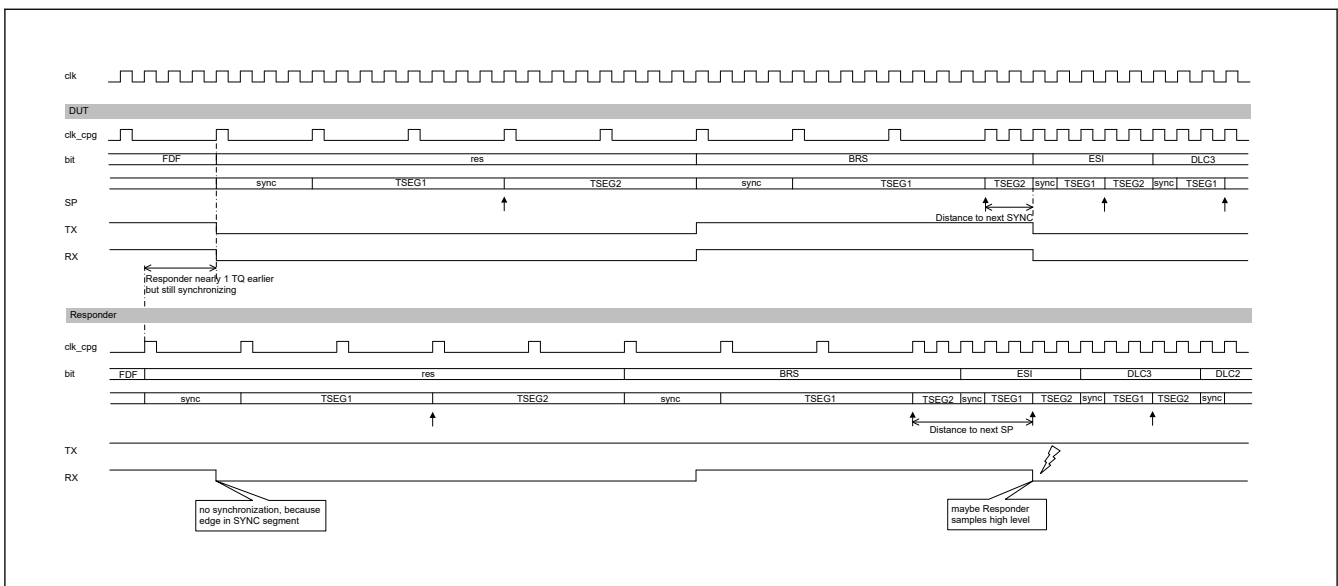 clk
DUT
clk_cpg
bit FDF res BRS ESI DLC3
sync TSEG1 TSEG2 sync TSEG1 TSEG2 sync TSEG1 TSEG2 sync TSEG1
SP
Distance to next SYNC
TX
RX
Responder nearly 1 TQ earlier
but still synchronizing
Responder
clk_cpg
bit FDF res BRS ESI DLC3 DLC2
sync TSEG1 TSEG2 sync TSEG1 TSEG2 sync TSEG1 TSEG2 sync TSEG1 TSEG2 sync
Distance to next SP
TX
RX
no synchronization, because
edge in SYNC segment
maybe Responder
samples high level